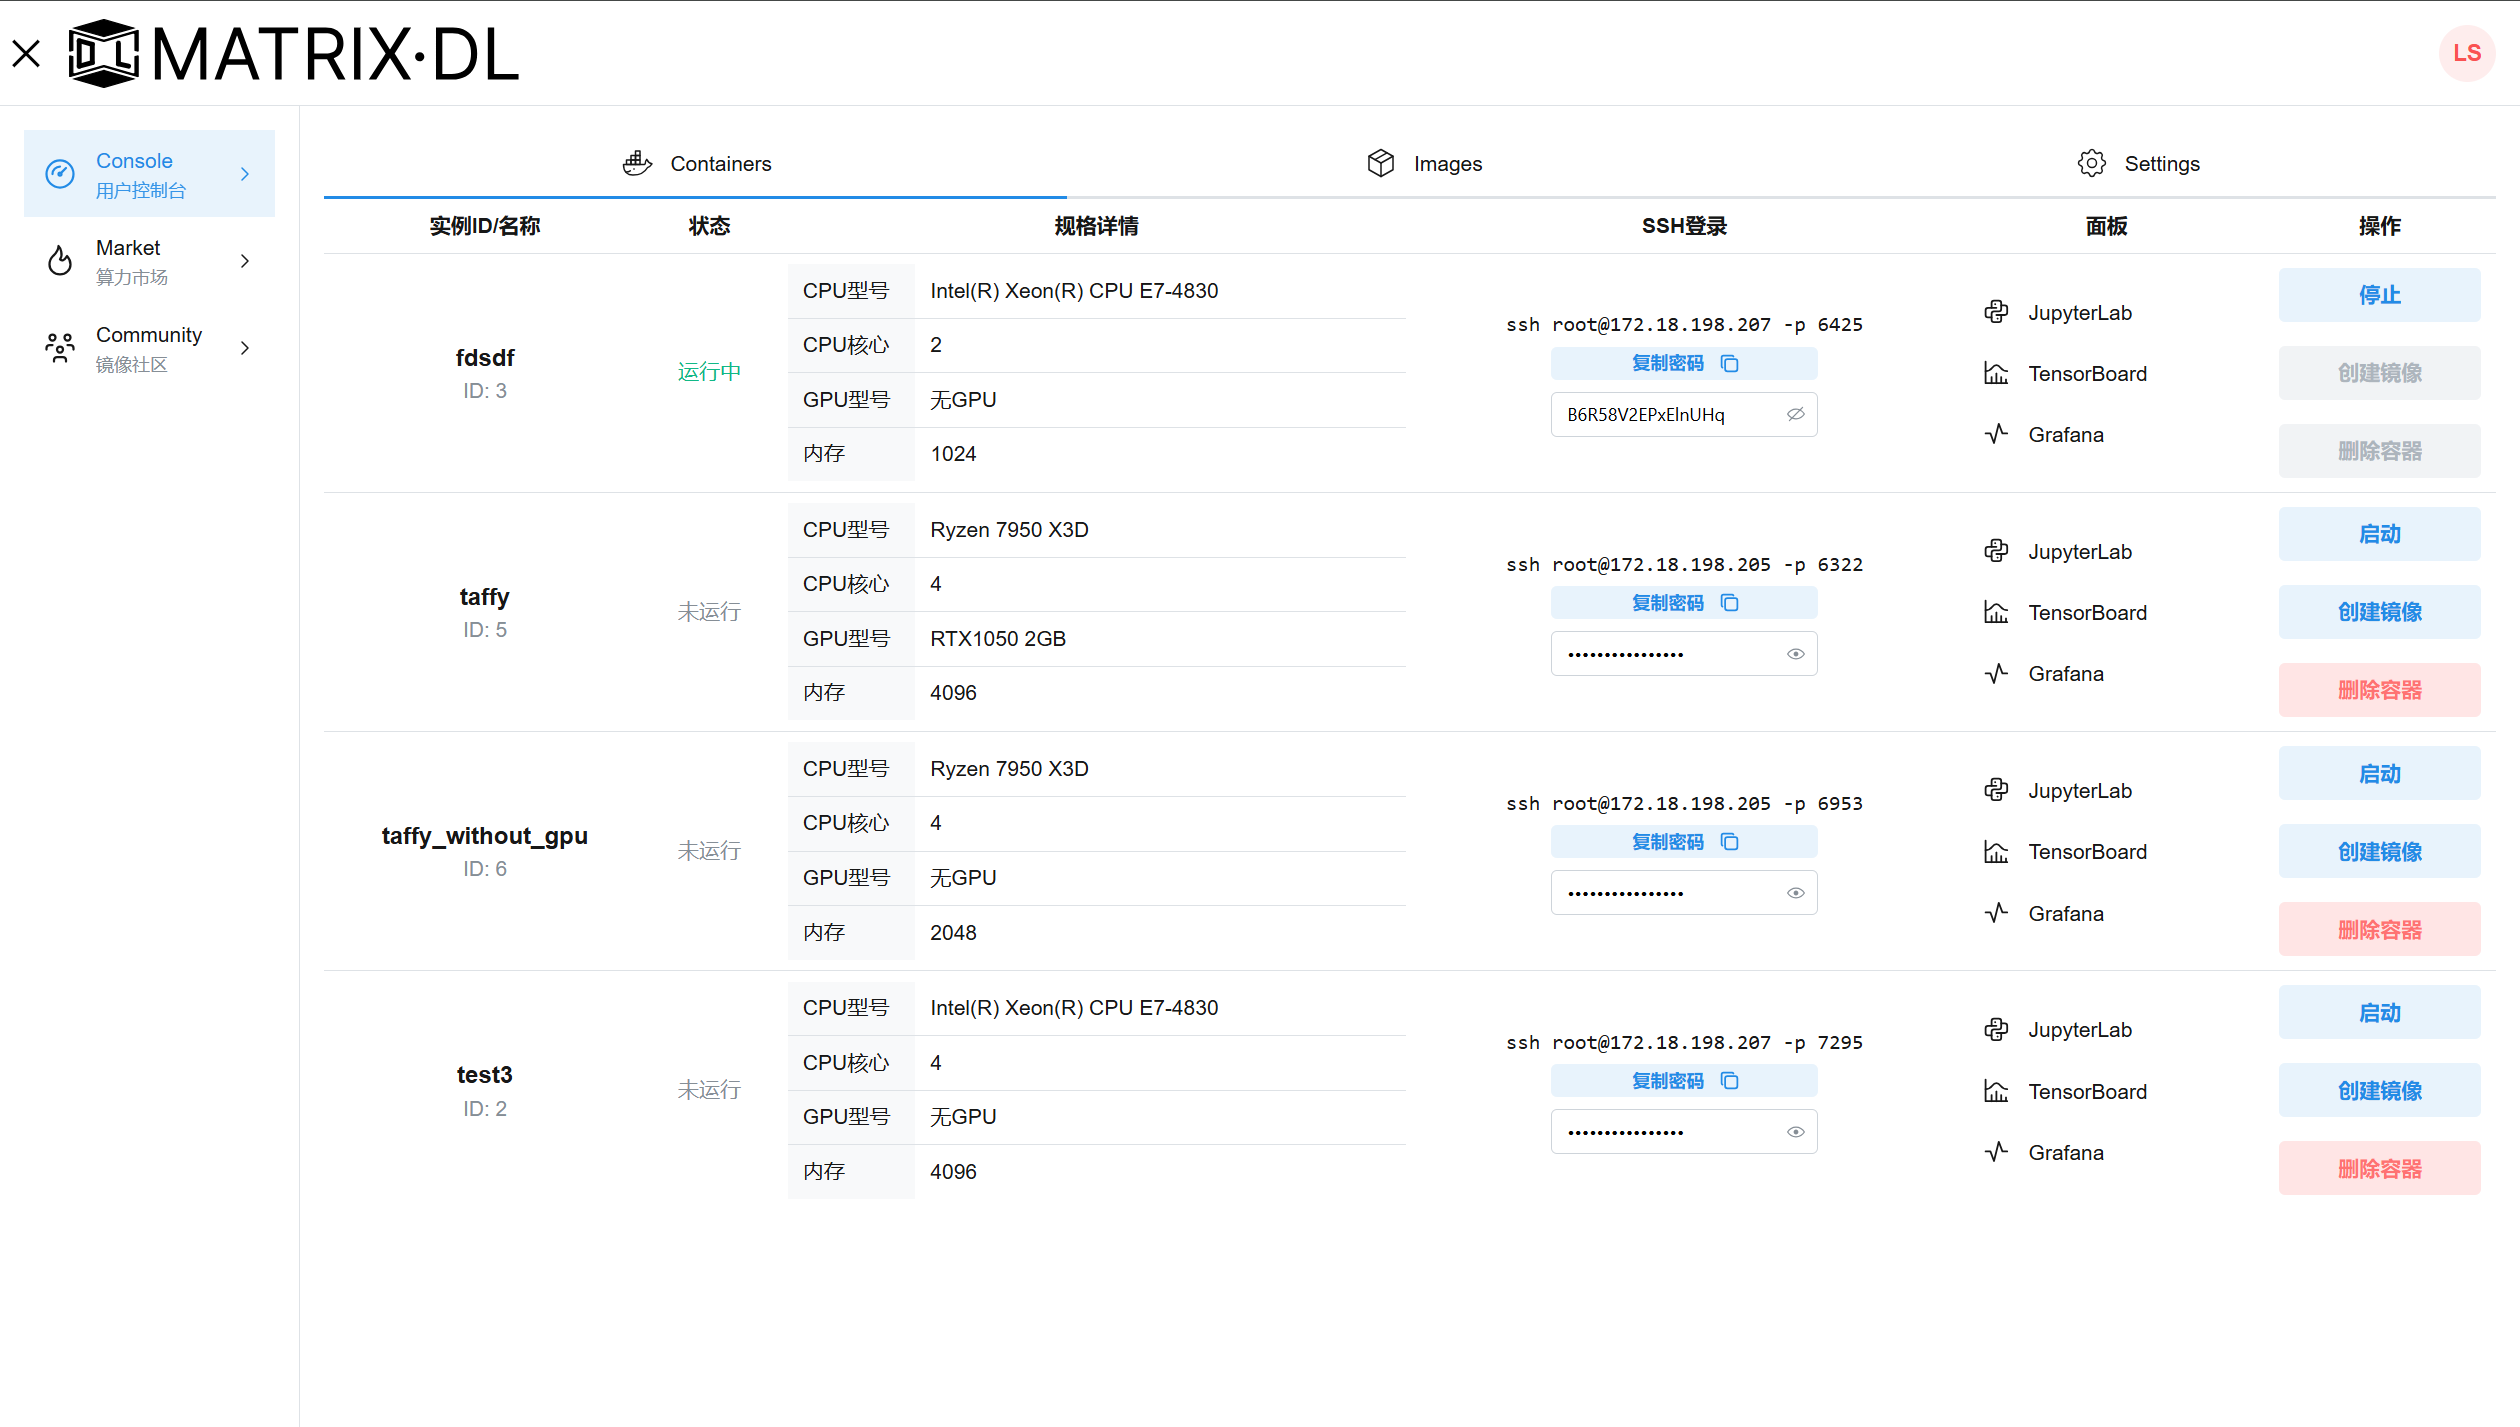 MATRIX·DL
LS
Console
用户控制台
Market
算力市场
Community
镜像社区
Containers
Images
Settings
实例ID/名称
状态
规格详情
SSH登录
面板
操作
fdsdf
ID: 3
运行中
CPU型号
Intel(R) Xeon(R) CPU E7-4830
CPU核心
2
GPU型号
无GPU
内存
1024
ssh root@172.18.198.207 -p 6425
复制密码
B6R58V2EPxElnUHq
JupyterLab
TensorBoard
Grafana
停止
创建镜像
删除容器
taffy
ID: 5
未运行
CPU型号
Ryzen 7950 X3D
CPU核心
4
GPU型号
RTX1050 2GB
内存
4096
ssh root@172.18.198.205 -p 6322
复制密码
••••••••••••••••
JupyterLab
TensorBoard
Grafana
启动
创建镜像
删除容器
taffy_without_gpu
ID: 6
未运行
CPU型号
Ryzen 7950 X3D
CPU核心
4
GPU型号
无GPU
内存
2048
ssh root@172.18.198.205 -p 6953
复制密码
••••••••••••••••
JupyterLab
TensorBoard
Grafana
启动
创建镜像
删除容器
test3
ID: 2
未运行
CPU型号
Intel(R) Xeon(R) CPU E7-4830
CPU核心
4
GPU型号
无GPU
内存
4096
ssh root@172.18.198.207 -p 7295
复制密码
••••••••••••••••
JupyterLab
TensorBoard
Grafana
启动
创建镜像
删除容器